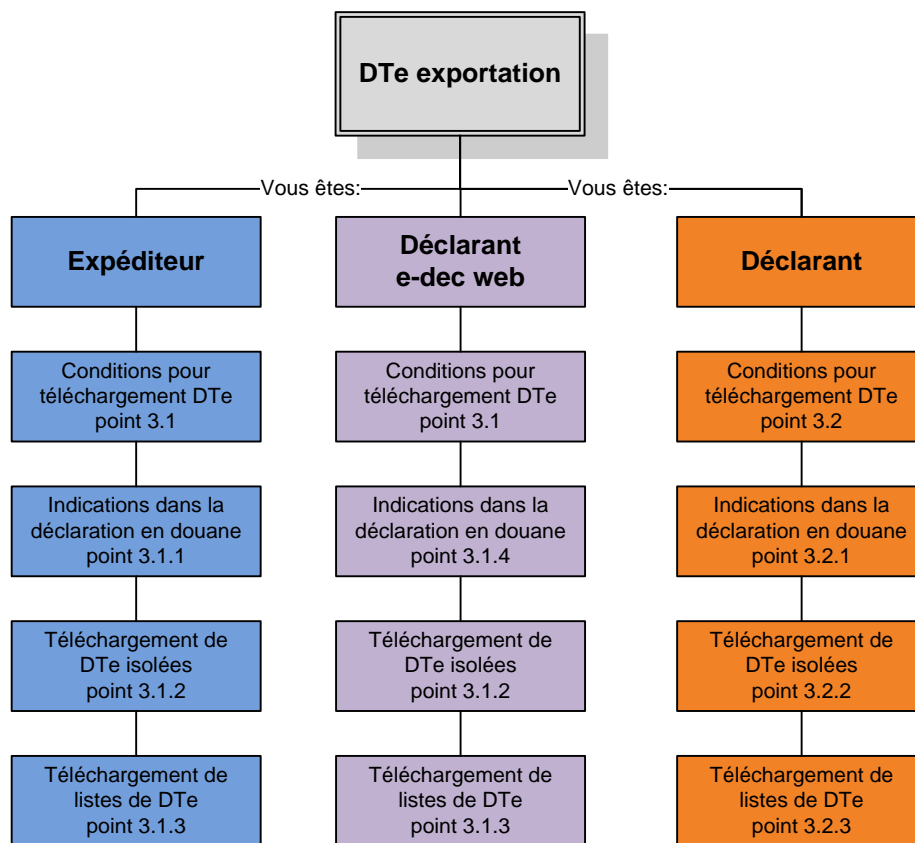 DTe exportation
Vous êtes:
Vous êtes:
Expéditeur
Déclarant
e-dec web
Déclarant
Conditions pour
téléchargement DTe
point 3.1
Conditions pour
téléchargement DTe
point 3.1
Conditions pour
téléchargement DTe
point 3.2
Indications dans la
déclaration en douane
point 3.1.1
Indications dans la
déclaration en douane
point 3.1.4
Indications dans la
déclaration en douane
point 3.2.1
Téléchargement de
DTe isolées
point 3.1.2
Téléchargement de
DTe isolées
point 3.1.2
Téléchargement de
DTe isolées
point 3.2.2
Téléchargement de
listes de DTe
point 3.1.3
Téléchargement de
listes de DTe
point 3.1.3
Téléchargement de
listes de DTe
point 3.2.3